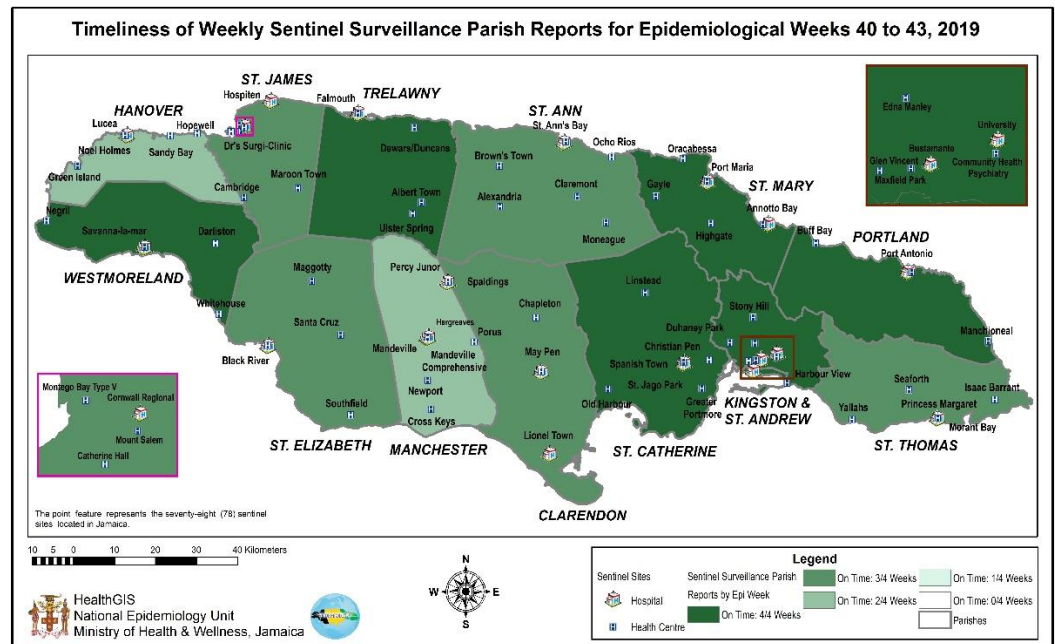 Timeliness of Weekly Sentinel Surveillance Parish Reports for Epidemiological Weeks 40 to 43, 2019
ST. JAMES
Hospiten
TRELAWNY
Falmouth
HANOVER
Lucea
Hopewell
ST. ANN
St. Ann's Bay
Edna Manley
University
Bustamante
Glen Vincent
Community Health
Psychiatry
Maxfield Park
Noel Holmes
Sandy Bay
Green Island
Dr's Surgi-Clinic
Dewars/Duncans
Ocho Rios
Oracabessa
Port Maria
Brown's Town
Cambridge
Maroon Town
Albert Town
Ulster Spring
Alexandria
Claremont
Gayle
ST. MARY
Annotto Bay
Negril
Savanna-la-mar
Darliston
Moneague
Highgate
Buff Bay
PORTLAND
Port Antonio
WESTMORELAND
Maggotty
Percy Junor
Spaldings
Linstead
Whitehouse
Chapleton
Stony Hill
Santa Cruz
Hargreaves
Porus
Duhaney Park
Manchioneal
Black River
Mandeville
Mandeville
Comprehensive
May Pen
Christian Pen
Spanish Town
Harbour View
Montego Bay Type V
Cornwall Regional
Newport
St. Jago Park
Old Harbour
Greater
Portmore
KINGSTON &
ST. ANDREW
Seaforth
Isaac Barrant
Princess Margaret
Yallahs
Morant Bay
Southfield
Cross Keys
Mount Salem
Catherine Hall
ST. ELIZABETH
MANCHESTER
Lionel Town
ST. CATHERINE
ST. THOMAS
CLARENDON
The point feature represents the seventy-eight (78) sentinel
sites located in Jamaica.
10 5 0 10 20 30 40 Kilometers
N
W E
S
HealthGIS
National Epidemiology Unit
Ministry of Health & Wellness, Jamaica
Legend
Sentinel Sites
Hospital
Health Centre
Sentinel Surveillance Parish
Reports by Epi Week
On Time: 4/4 Weeks
On Time: 3/4 Weeks
On Time: 2/4 Weeks
On Time: 1/4 Weeks
On Time: 0/4 Weeks
Parishes